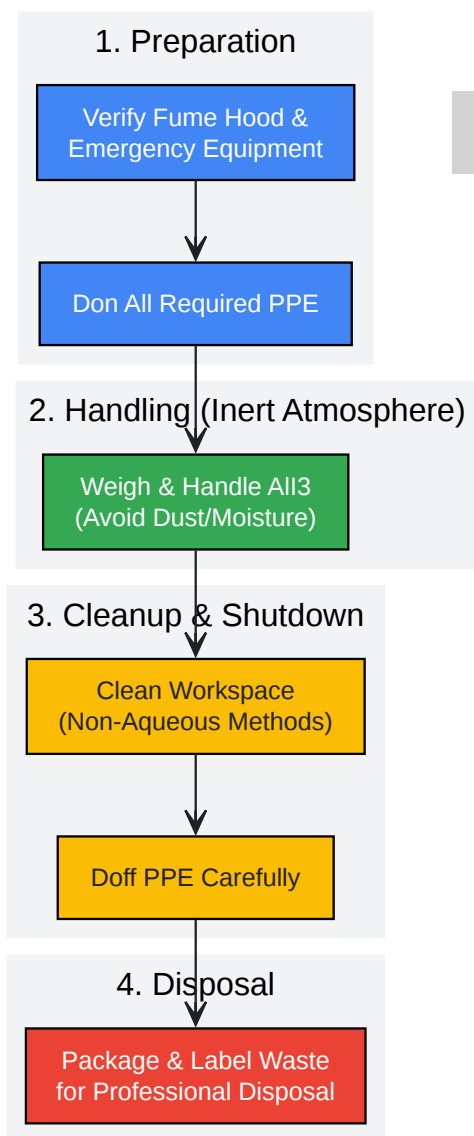 1. Preparation
Verify Fume Hood &
Emergency Equipment
Don All Required PPE
2. Handling (Inert Atmosphere)
Weigh & Handle AlI3
(Avoid Dust/Moisture)
3. Cleanup & Shutdown
Clean Workspace
(Non-Aqueous Methods)
Doff PPE Carefully
4. Disposal
Package & Label Waste
for Professional Disposal